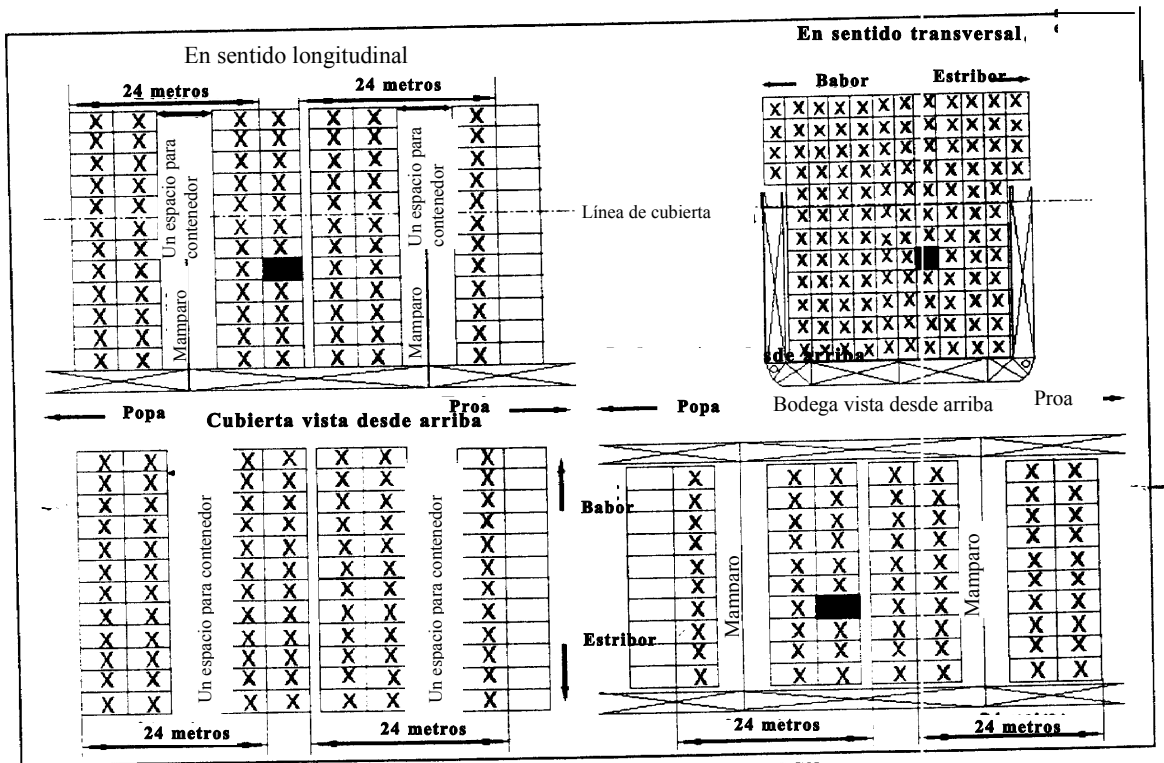 En sentido longitudinal
24 metros
24 metros
Un espacio para
contenedor
Mamparo
Un espacio para
contenedor
Mamparo
Línea de cubierta
En sentido transversal
Babor
Estribor
sde arriba
Popa
Cubierta vista desde arriba
Proa
Un espacio para contenedor
Un espacio para contenedor
Babor
Estribor
24 metros
24 metros
Popa
Bodega vista desde arriba
Proa
Mamparo
Mamparo
24 metros
24 metros